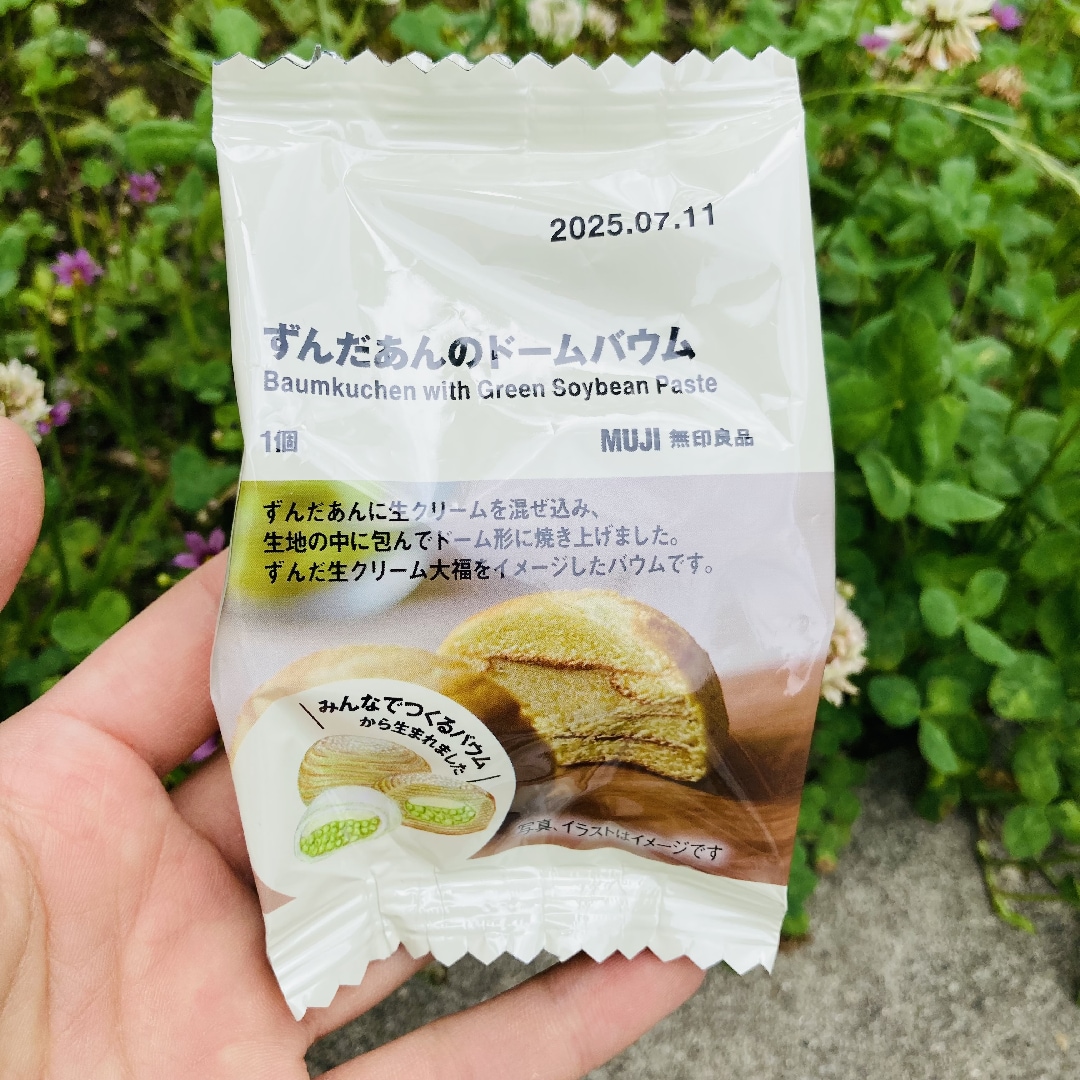 2025.07.11
ずんだあんのドームバウム
Baumkuchen with Green Soybean Paste
1個
MUJI 無印良品
ずんだあんに生クリームを混ぜ込み、
生地の中に包んでドーム形に焼き上げました。
ずんだ生クリーム大福をイメージしたバウムです。
みんなでつくるバウム
から生まれました
写真、イラストはイメージです